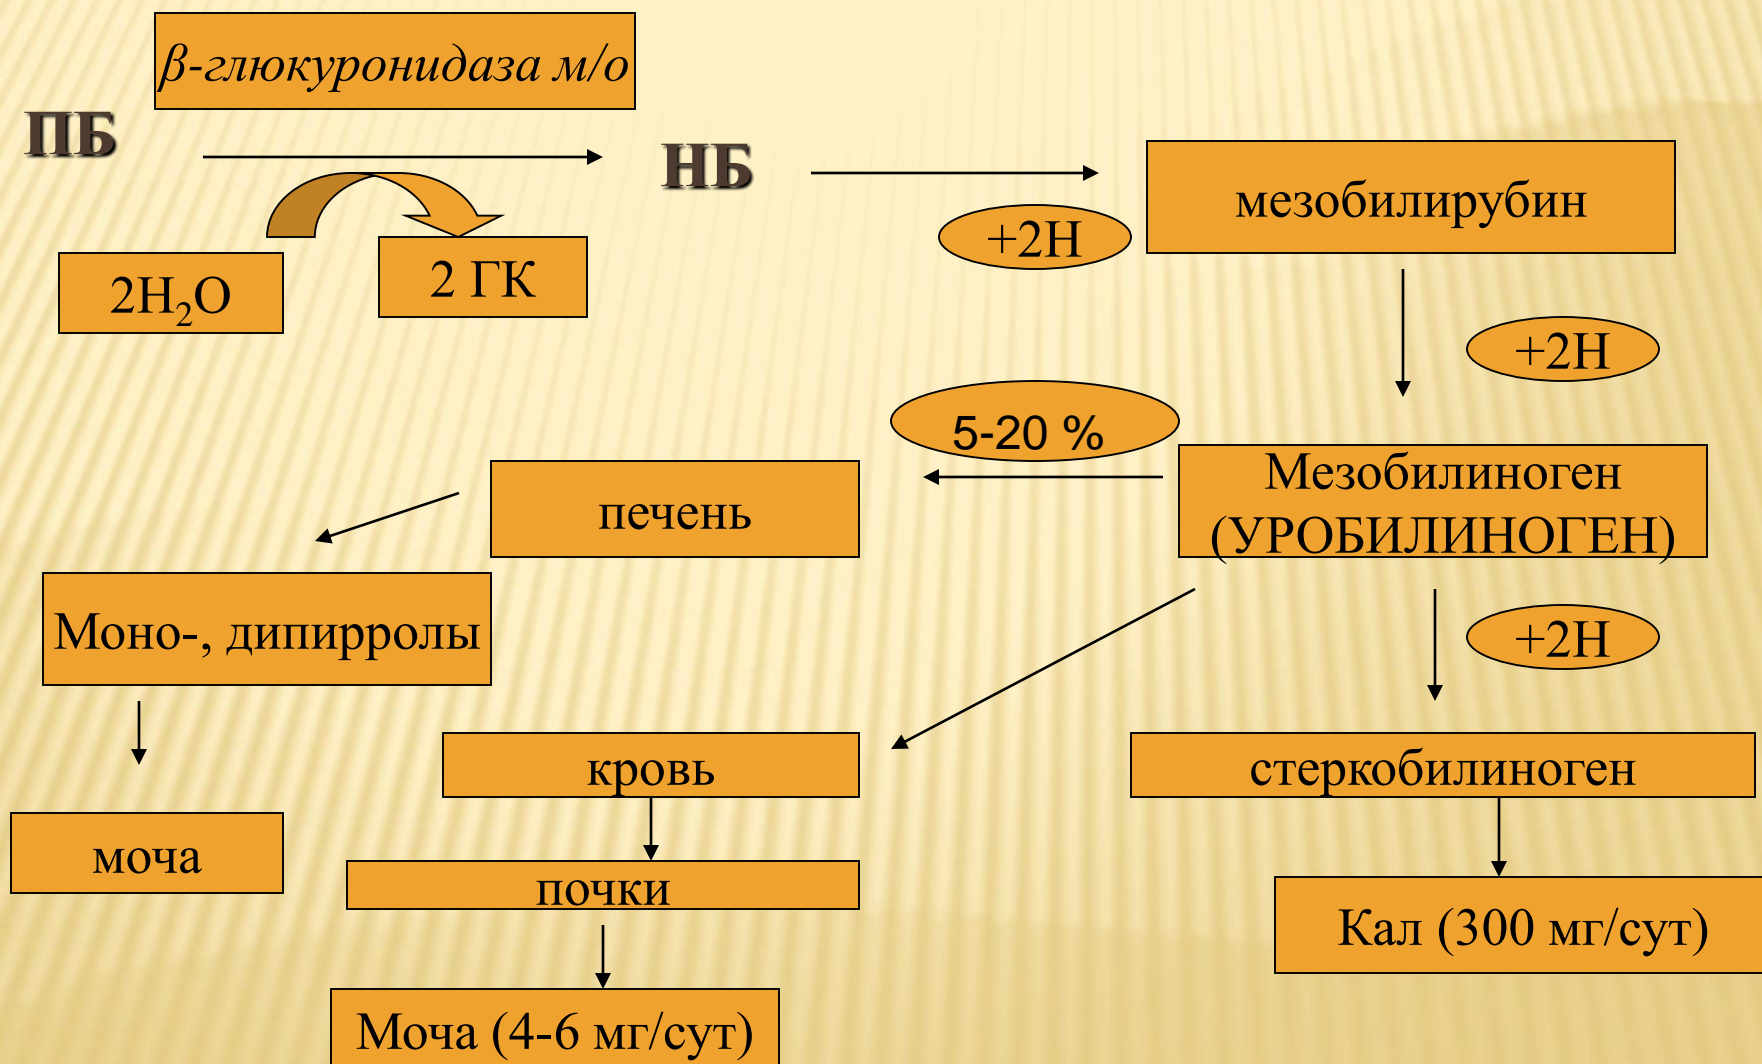 β-глюкуронидаза м/о
ПБ
НБ
мезобилирубин
+2Н
2H₂O
2 ГК
+2Н
5-20 %
Мезобилиноген
(УРОБИЛИНОГЕН)
печень
Моно-, дипирролы
+2Н
кровь
стеркобилиноген
моча
почки
Кал (300 мг/сут)
Моча (4-6 мг/сут)